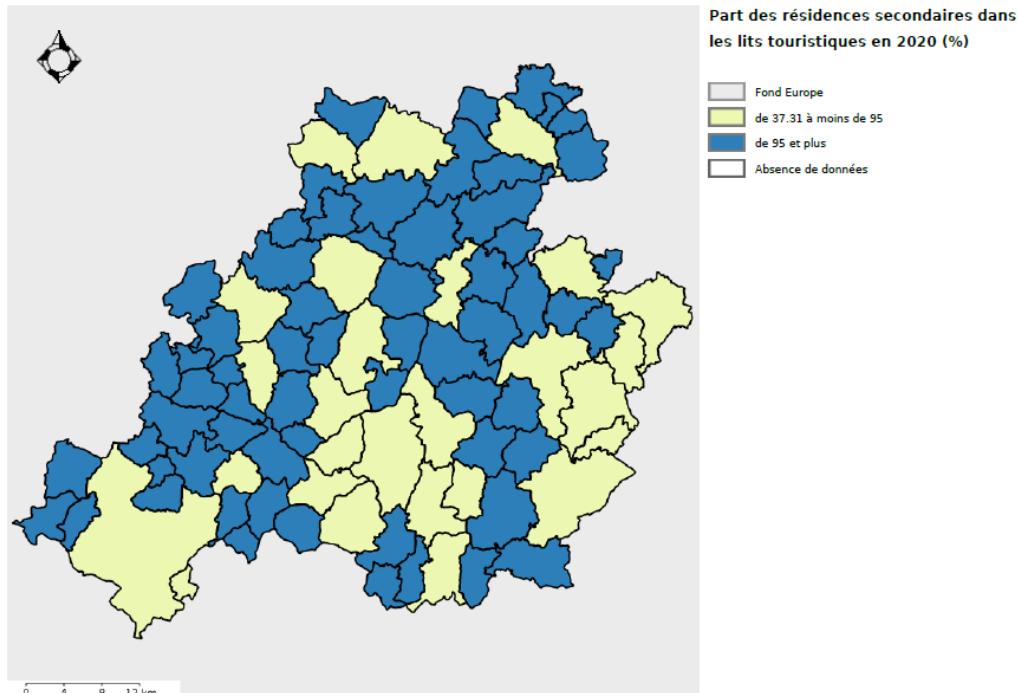 Part des résidences secondaires dans
les lits touristiques en 2020 (%)
Fond Europe
de 37.31 à moins de 95
de 95 et plus
Absence de données
0 4 8 12 km